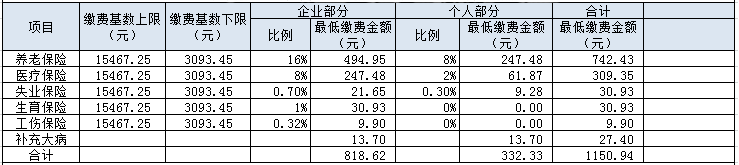 项目 缴费基数上限（元） 缴费基数下限（元） 企业部分 个人部分 合计
比例 最低缴费金额（元） 比例 最低缴费金额（元） 最低缴费金额（元）
养老保险 15467.25 3093.45 16% 494.95 8% 247.48 742.43
医疗保险 15467.25 3093.45 8% 247.48 2% 61.87 309.35
失业保险 15467.25 3093.45 0.70% 21.65 0.30% 9.28 30.93
生育保险 15467.25 3093.45 1% 30.93 0% 0.00 30.93
工伤保险 15467.25 3093.45 0.32% 9.90 0% 0.00 9.90
补充大病 13.70 13.70 27.40
合计 818.62 332.33 1150.94